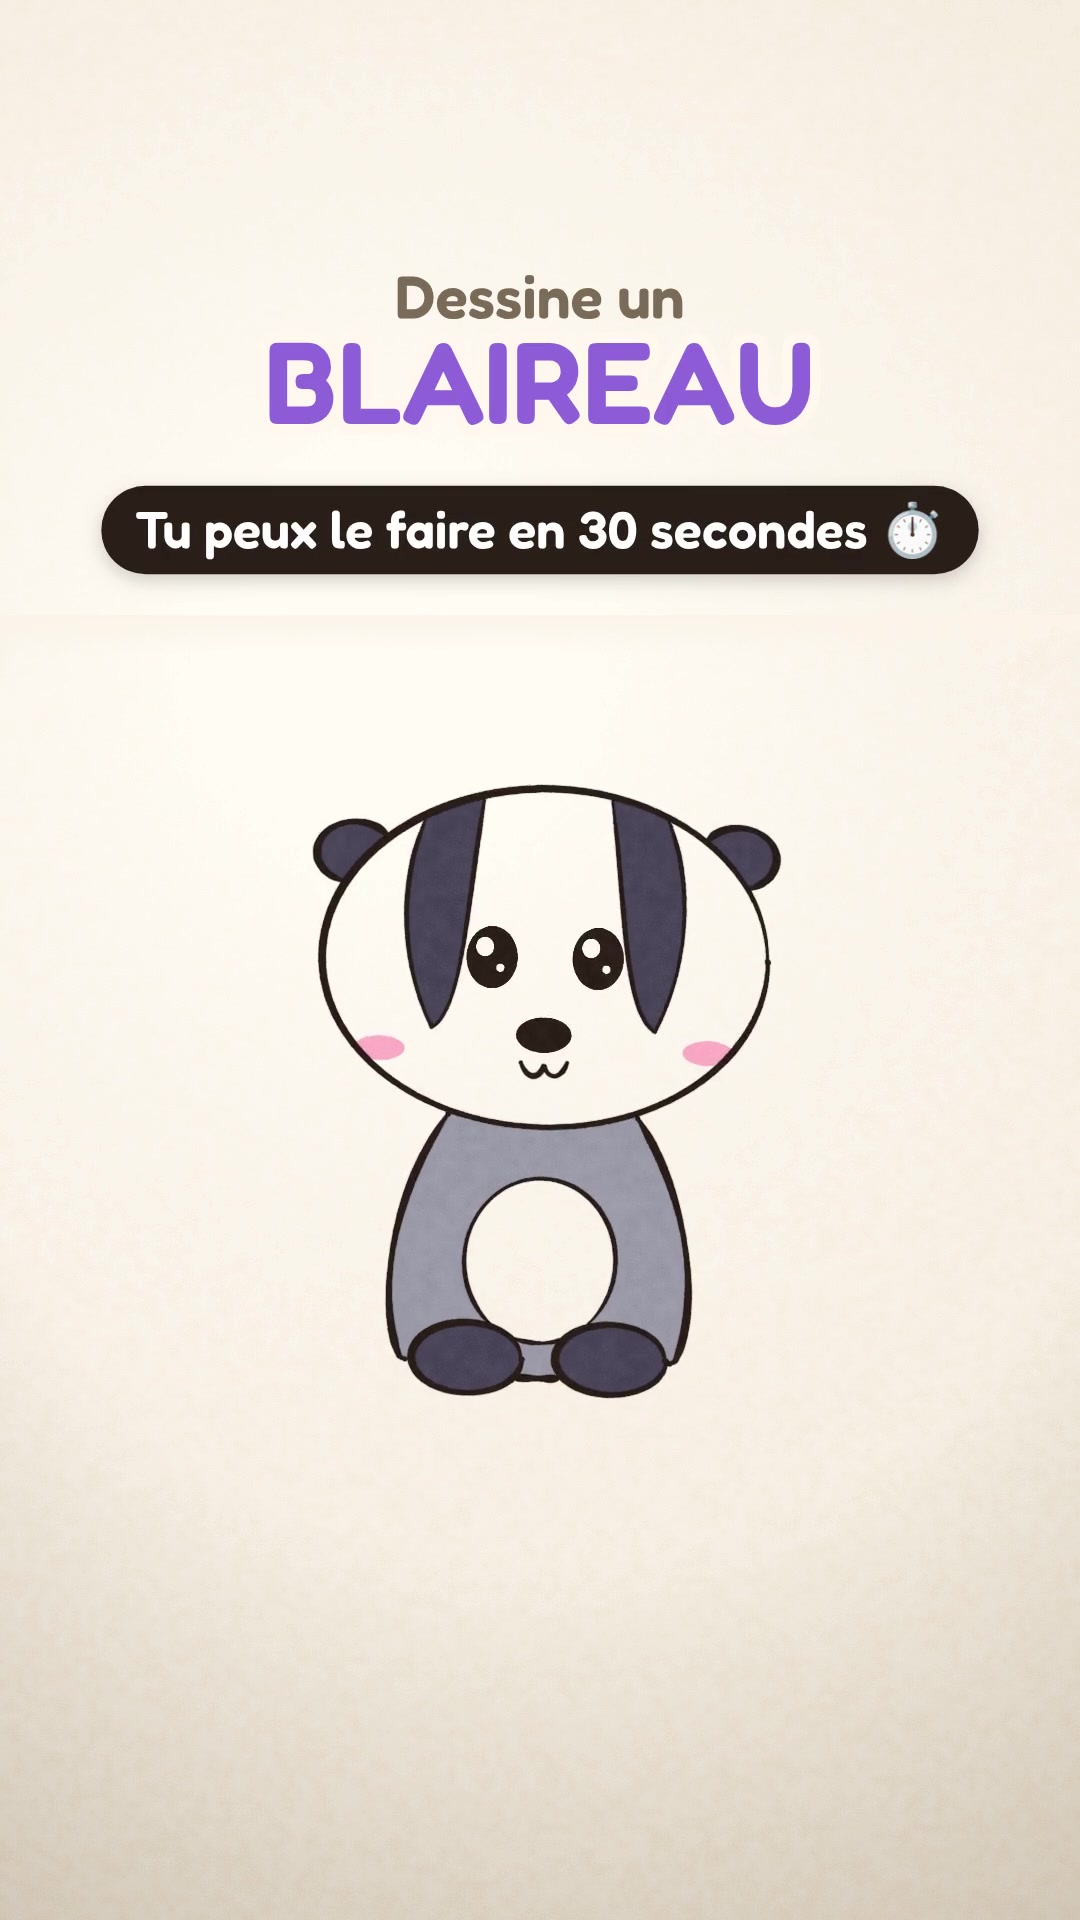 Dessine un
BLAIREAU
Tu peux le faire en 30 secondes ⏱️